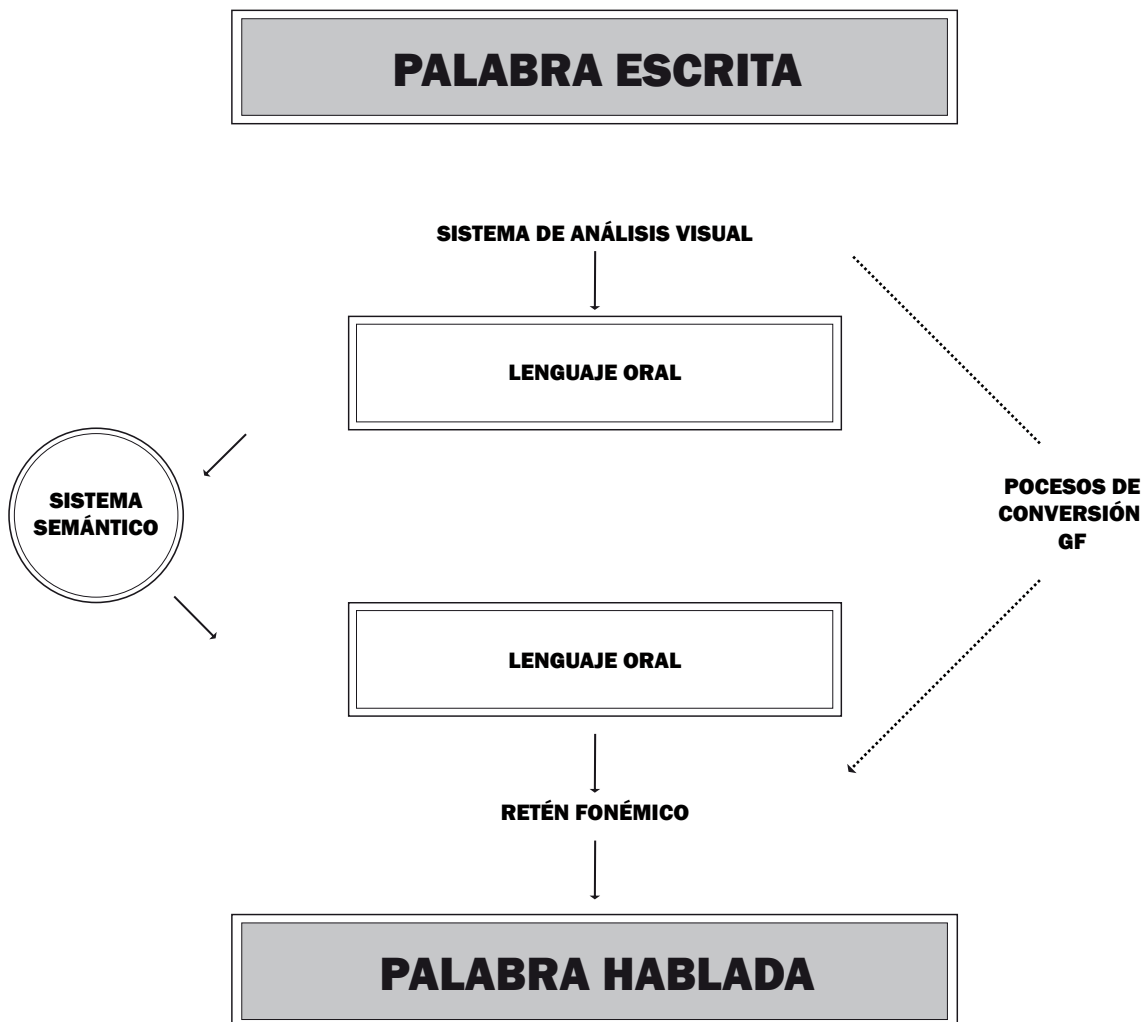 PALABRA ESCRITA
SISTEMA DE ANÁLISIS VISUAL
LENGUAJE ORAL
SISTEMA
SEMÁNTICO
POCESOS DE
CONVERSIÓN
GF
LENGUAJE ORAL
RETÉN FONÉMICO
PALABRA HABLADA